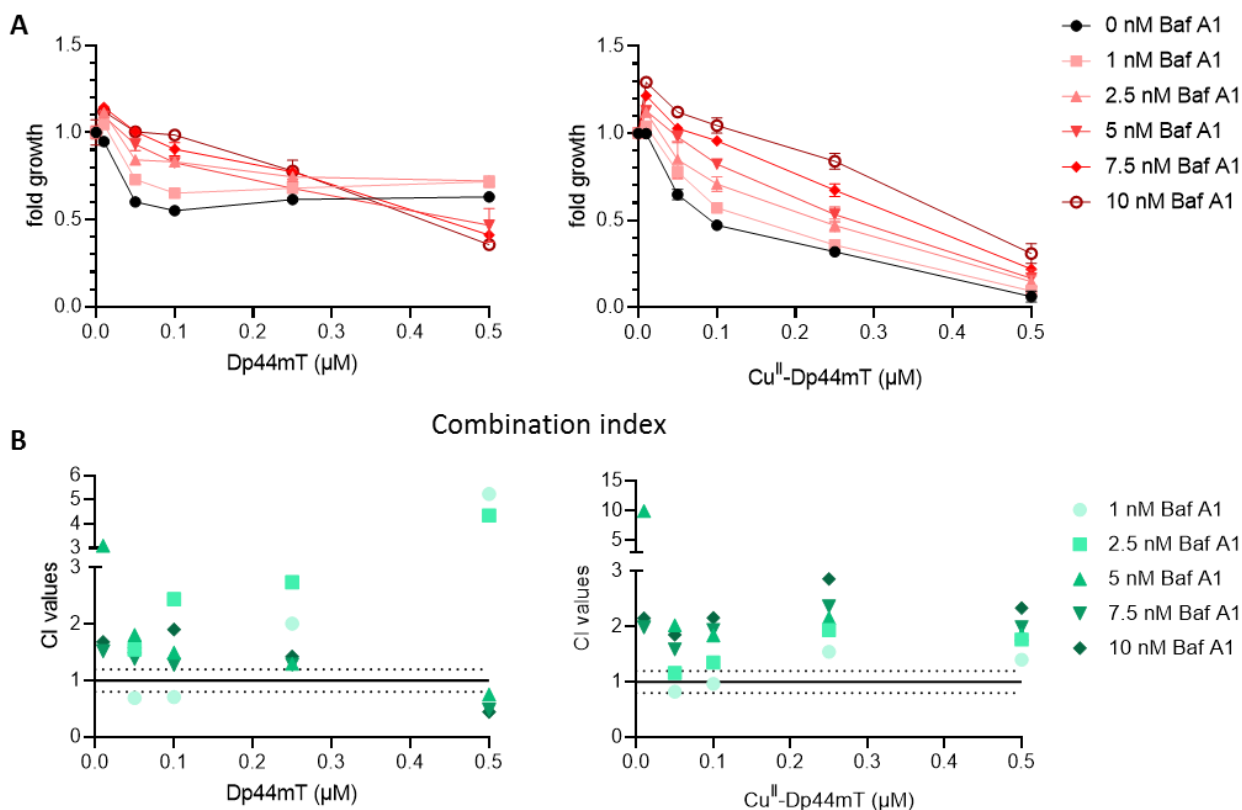 A
1.5
1.0
0.5
0.0
fold growth
0.0
0.1
0.2
0.3
0.4
0.5
Dp44mT (µM)
1.5
1.0
0.5
0.0
fold growth
0.0
0.1
0.2
0.3
0.4
0.5
Cuᴵᴵ-Dp44mT (µM)
0 nM Baf A1
1 nM Baf A1
2.5 nM Baf A1
5 nM Baf A1
7.5 nM Baf A1
10 nM Baf A1
Combination index
B
6
5
4
3
3
2
1
0
CI values
0.0
0.1
0.2
0.3
0.4
0.5
Dp44mT (µM)
15
10
5
3
2
1
0
CI values
0.0
0.1
0.2
0.3
0.4
0.5
Cuᴵᴵ-Dp44mT (µM)
1 nM Baf A1
2.5 nM Baf A1
5 nM Baf A1
7.5 nM Baf A1
10 nM Baf A1